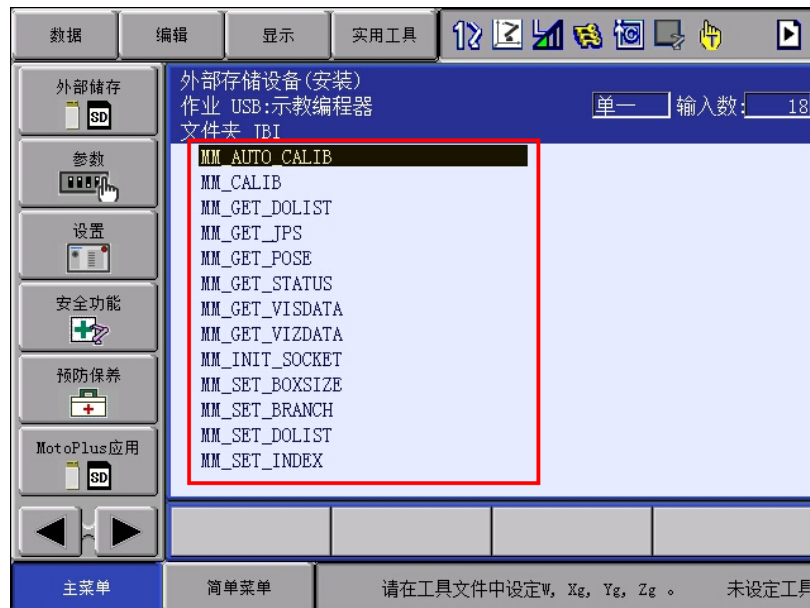 数据
编辑
显示
实用工具
外部储存
SD
参数
设置
安全功能
预防保养
MotoPlus应用
SD
外部存储设备(安装)
作业 USB:示教编程器 单一 输入数: 18
文件夹 JBI
MM_AUTO_CALIB
MM_CALIB
MM_GET_DOLIST
MM_GET_JPS
MM_GET_POSE
MM_GET_STATUS
MM_GET_VISDATA
MM_GET_VIZDATA
MM_INIT_SOCKET
MM_SET_BOXSIZE
MM_SET_BRANCH
MM_SET_DOLIST
MM_SET_INDEX
主菜单
简单菜单
请在工具文件中设定W, Xg, Yg, Zg 。 未设定工具